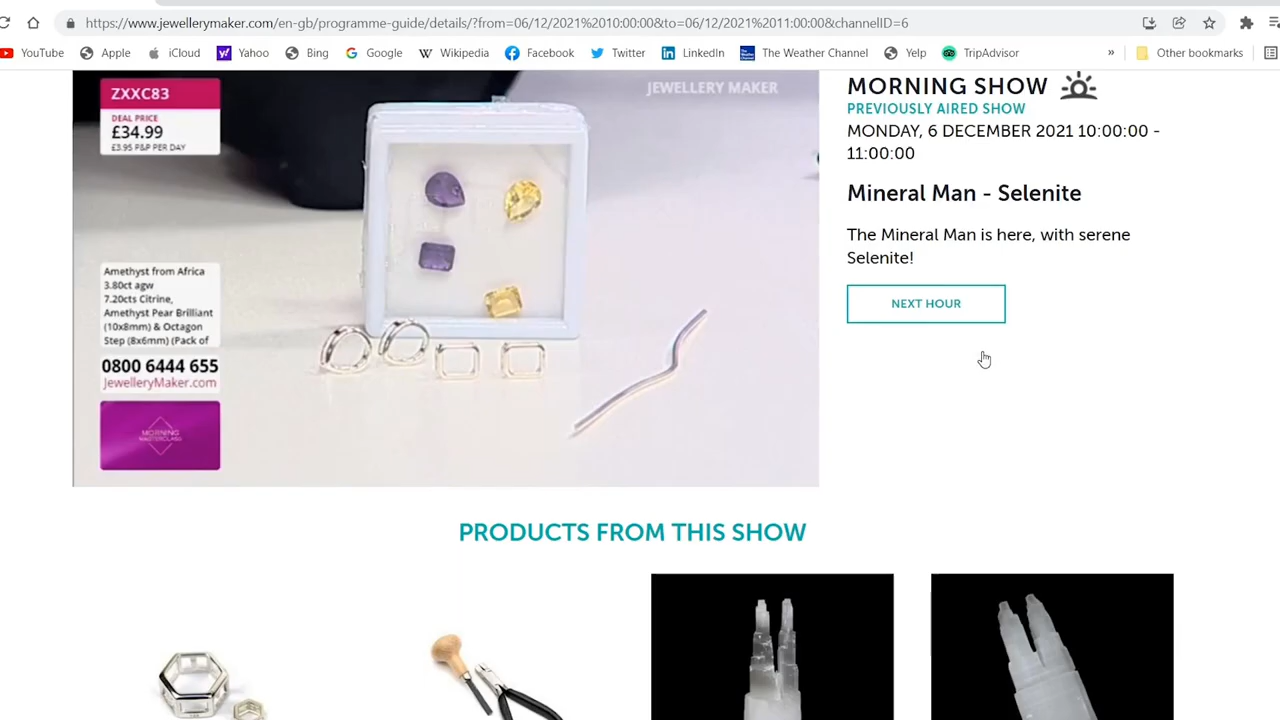 https://www.jewellerymaker.com/en-gb/programme-guide/details/?from=06/12/2021%2010:00:00&to=06/12/2021%2011:00:00&channelID=6
YouTube Apple iCloud Yahoo Bing Google Wikipedia Facebook Twitter LinkedIn The Weather Channel Yelp TripAdvisor » Other bookmarks
ZXXC83
DEAL PRICE
£34.99
£3.95 P&P PER DAY
JEWELLERY MAKER
Amethyst from Africa
3.80ct agw
7.20cts Citrine,
Amethyst Pear Brilliant
(10x8mm) & Octagon
Step (8x6mm) (Pack of
0800 6444 655
JewelleryMaker.com
MORNING
MASTERCLASS
MORNING SHOW
PREVIOUSLY AIRED SHOW
MONDAY, 6 DECEMBER 2021 10:00:00 -
11:00:00
Mineral Man - Selenite
The Mineral Man is here, with serene
Selenite!
NEXT HOUR
PRODUCTS FROM THIS SHOW